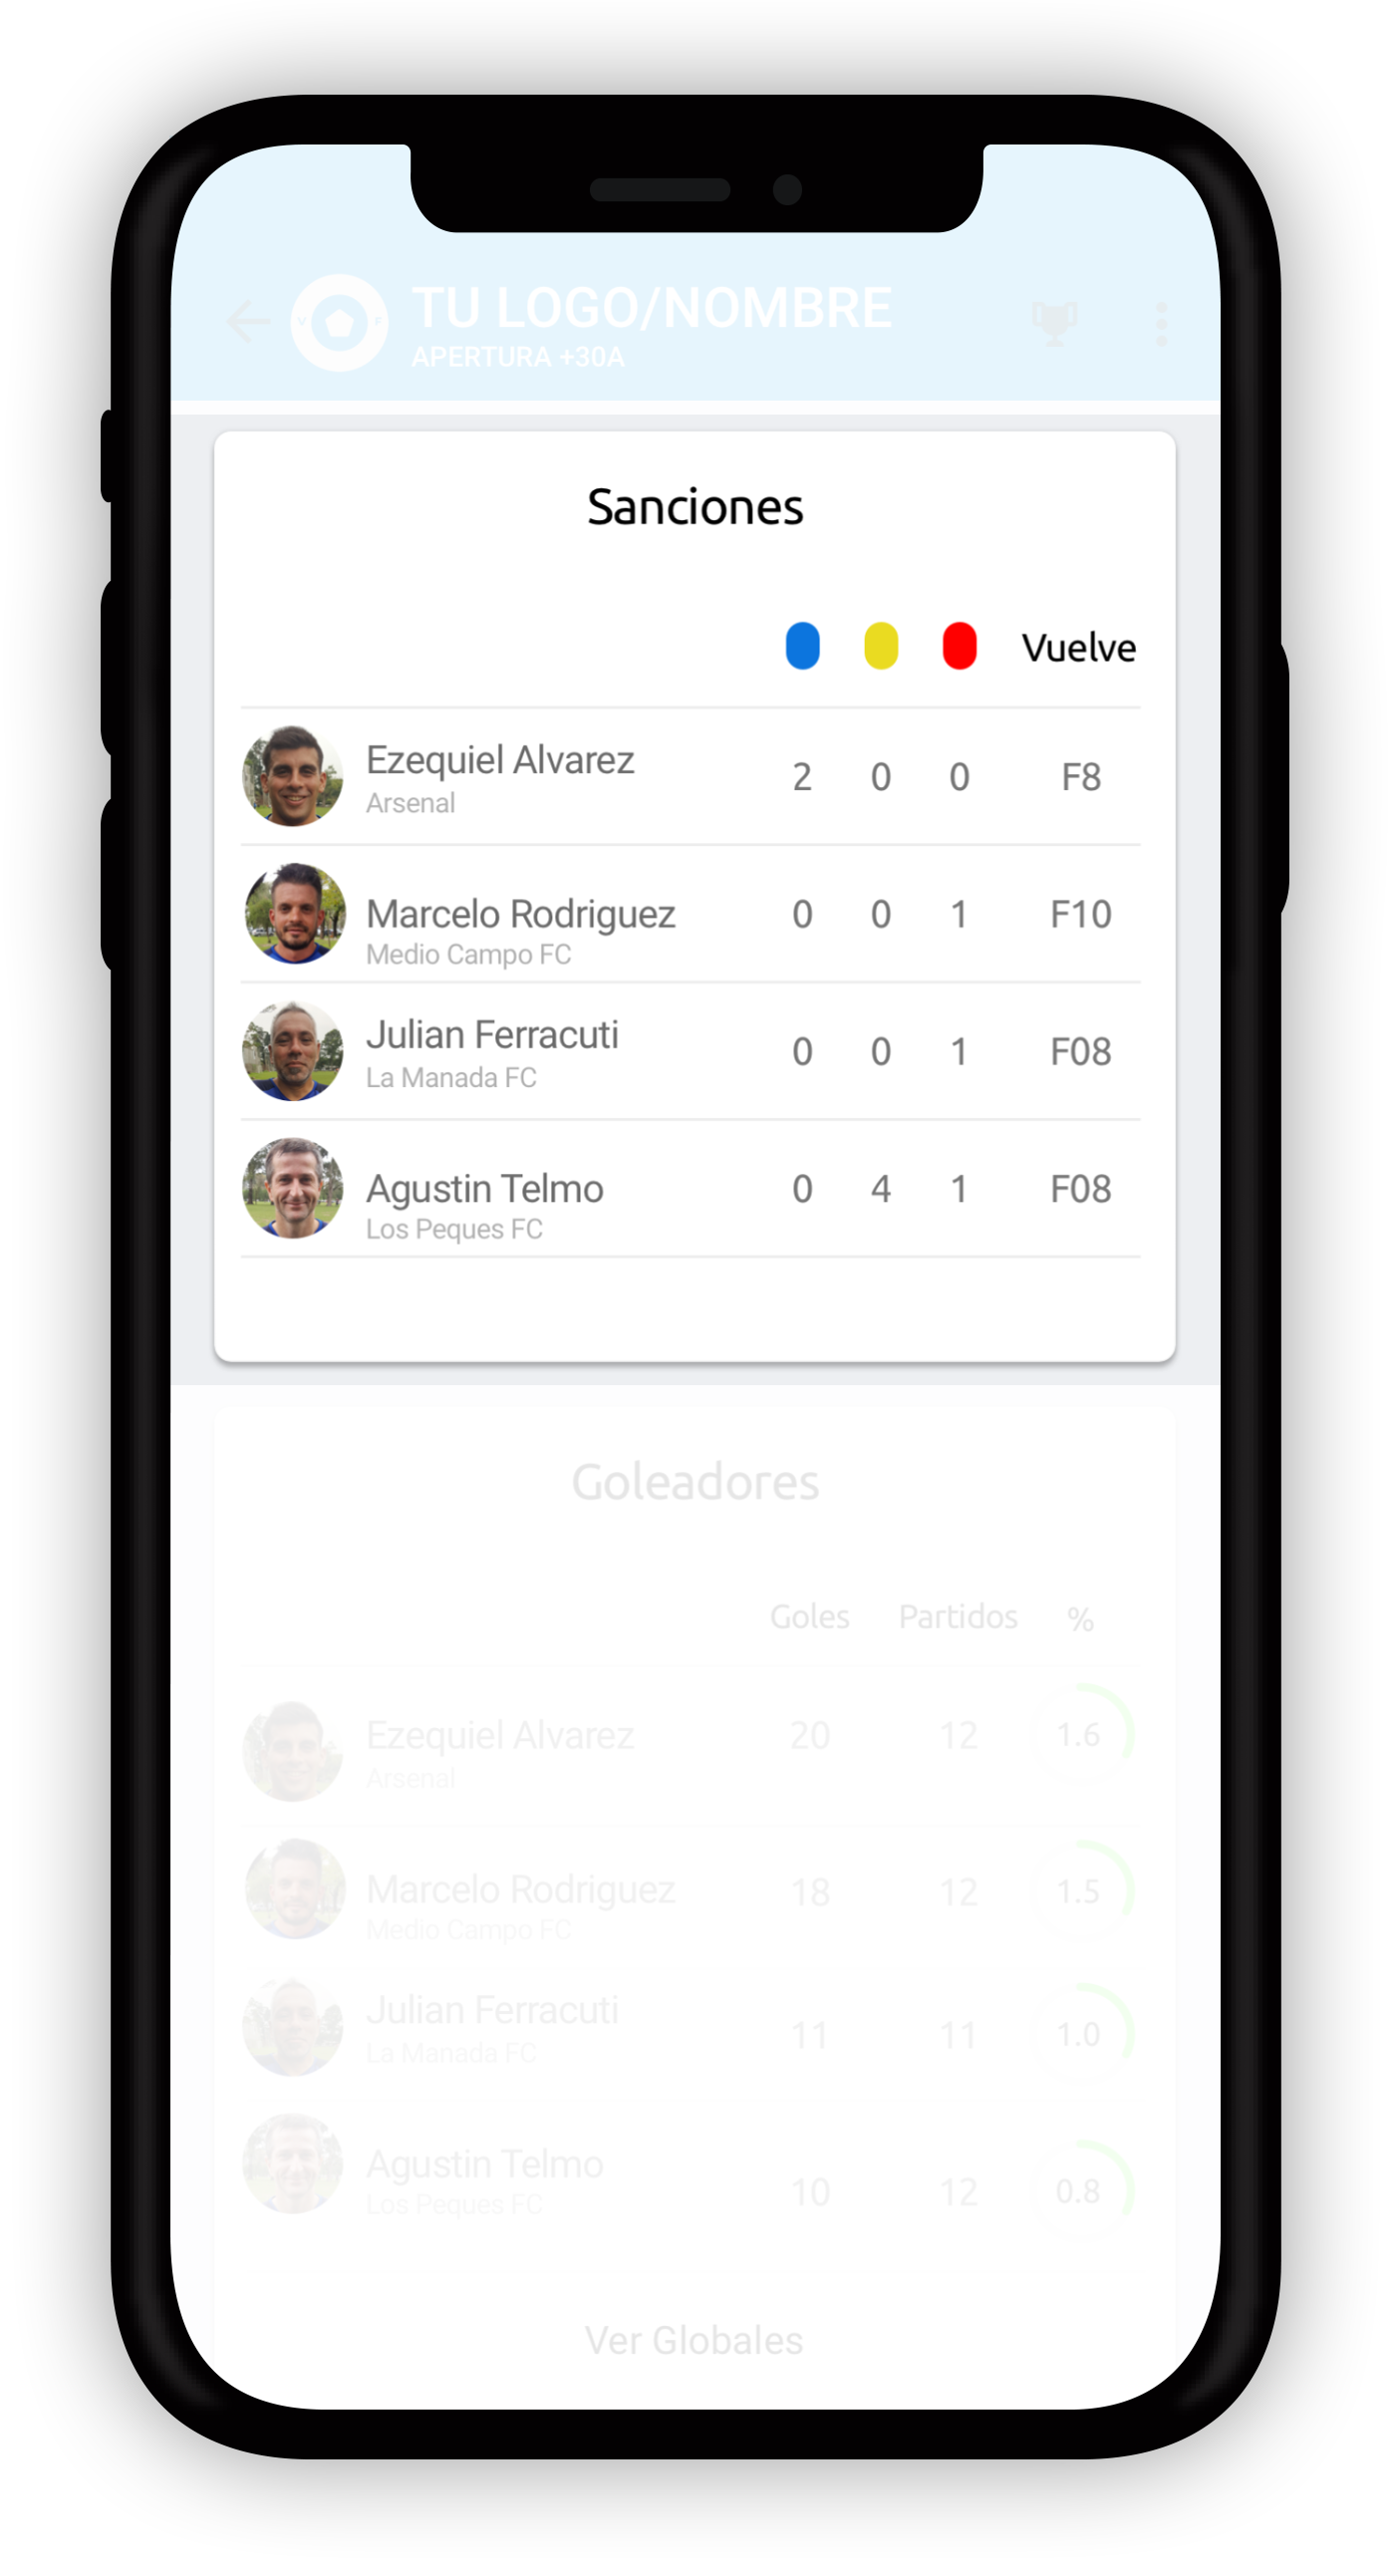 TU LOGO/NOMBRE
APERTURA +30A
V F
Sanciones
Vuelve
Ezequiel Alvarez 2 0 0 F8
Arsenal
Marcelo Rodriguez 0 0 1 F10
Medio Campo FC
Julian Ferracuti 0 0 1 F08
La Manada FC
Agustin Telmo 0 4 1 F08
Los Peques FC
Goleadores
Goles Partidos %
Ezequiel Alvarez 20 12 1.6
Arsenal
Marcelo Rodriguez 18 12 1.5
Medio Campo FC
Julian Ferracuti 11 11 1.0
La Manada FC
Agustin Telmo 10 12 0.8
Los Peques FC
Ver Globales